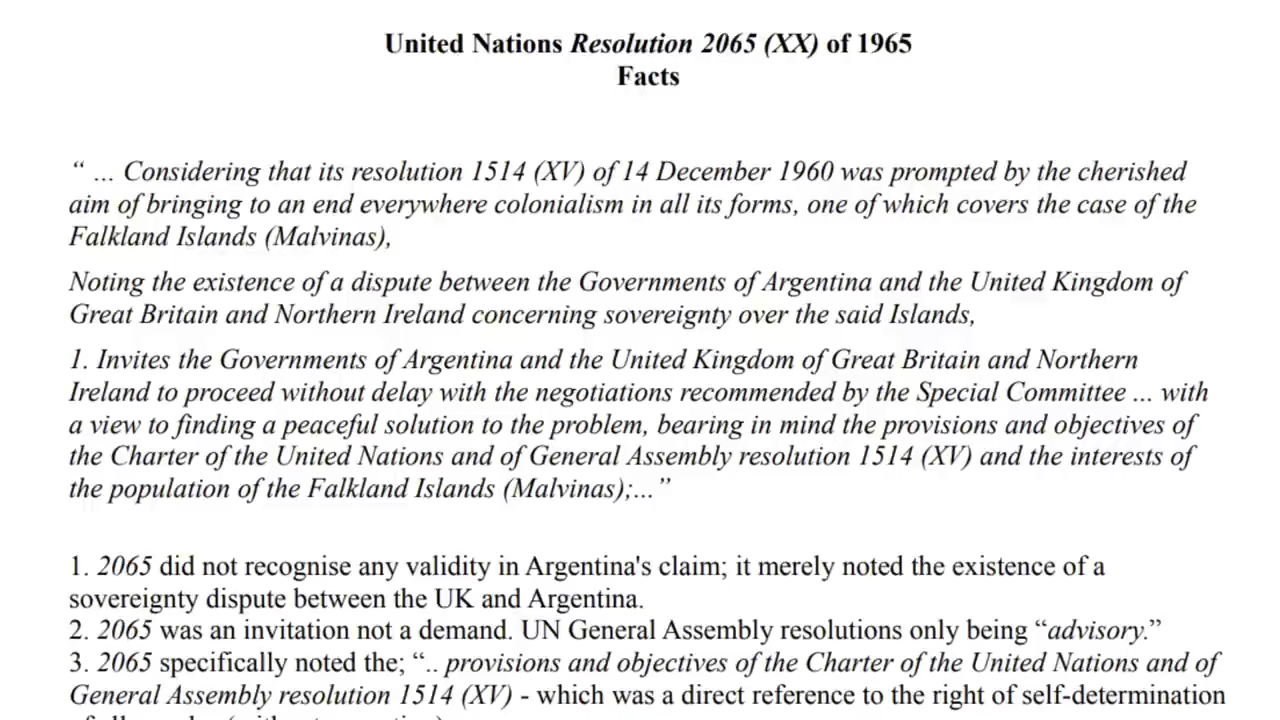 United Nations Resolution 2065 (XX) of 1965
Facts
“ ... Considering that its resolution 1514 (XV) of 14 December 1960 was prompted by the cherished
aim of bringing to an end everywhere colonialism in all its forms, one of which covers the case of the
Falkland Islands (Malvinas),
Noting the existence of a dispute between the Governments of Argentina and the United Kingdom of
Great Britain and Northern Ireland concerning sovereignty over the said Islands,
1. Invites the Governments of Argentina and the United Kingdom of Great Britain and Northern
Ireland to proceed without delay with the negotiations recommended by the Special Committee ... with
a view to finding a peaceful solution to the problem, bearing in mind the provisions and objectives of
the Charter of the United Nations and of General Assembly resolution 1514 (XV) and the interests of
the population of the Falkland Islands (Malvinas);...”
1. 2065 did not recognise any validity in Argentina's claim; it merely noted the existence of a
sovereignty dispute between the UK and Argentina.
2. 2065 was an invitation not a demand. UN General Assembly resolutions only being “advisory.”
3. 2065 specifically noted the; “.. provisions and objectives of the Charter of the United Nations and of
General Assembly resolution 1514 (XV) - which was a direct reference to the right of self-determination